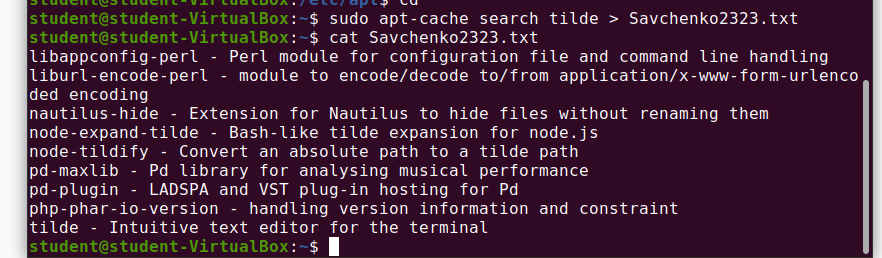 student@student-VirtualBox:/etc/apt$ cd
student@student-VirtualBox:~$ sudo apt-cache search tilde > Savchenko2323.txt
student@student-VirtualBox:~$ cat Savchenko2323.txt
libappconfig-perl - Perl module for configuration file and command line handling
liburl-encode-perl - module to encode/decode to/from application/x-www-form-urlenco
ded encoding
nautilus-hide - Extension for Nautilus to hide files without renaming them
node-expand-tilde - Bash-like tilde expansion for node.js
node-tildify - Convert an absolute path to a tilde path
pd-maxlib - Pd library for analysing musical performance
pd-plugin - LADSPA and VST plug-in hosting for Pd
php-phar-io-version - handling version information and constraint
tilde - Intuitive text editor for the terminal
student@student-VirtualBox:~$